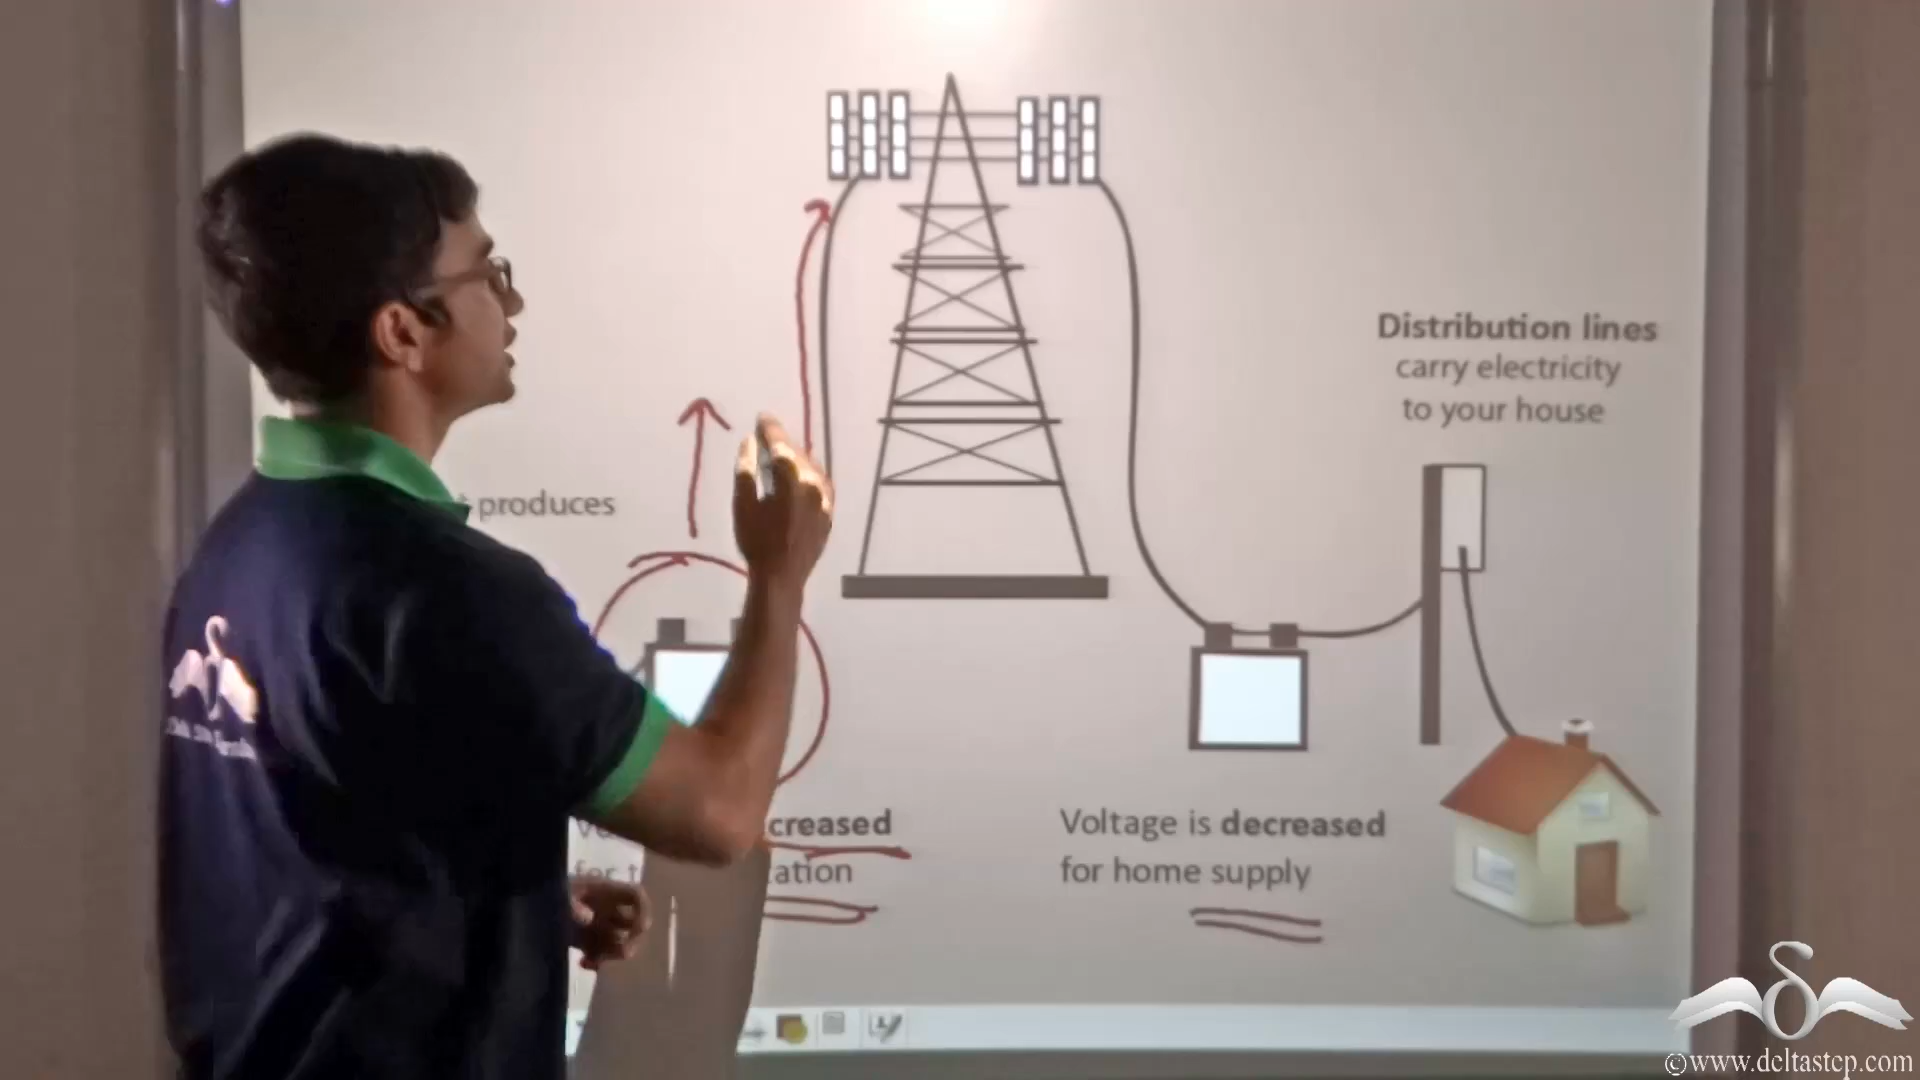 Distribution lines
carry electricity
to your house
produces
creased
ation
Voltage is decreased
for home supply
©www.deltastep.com